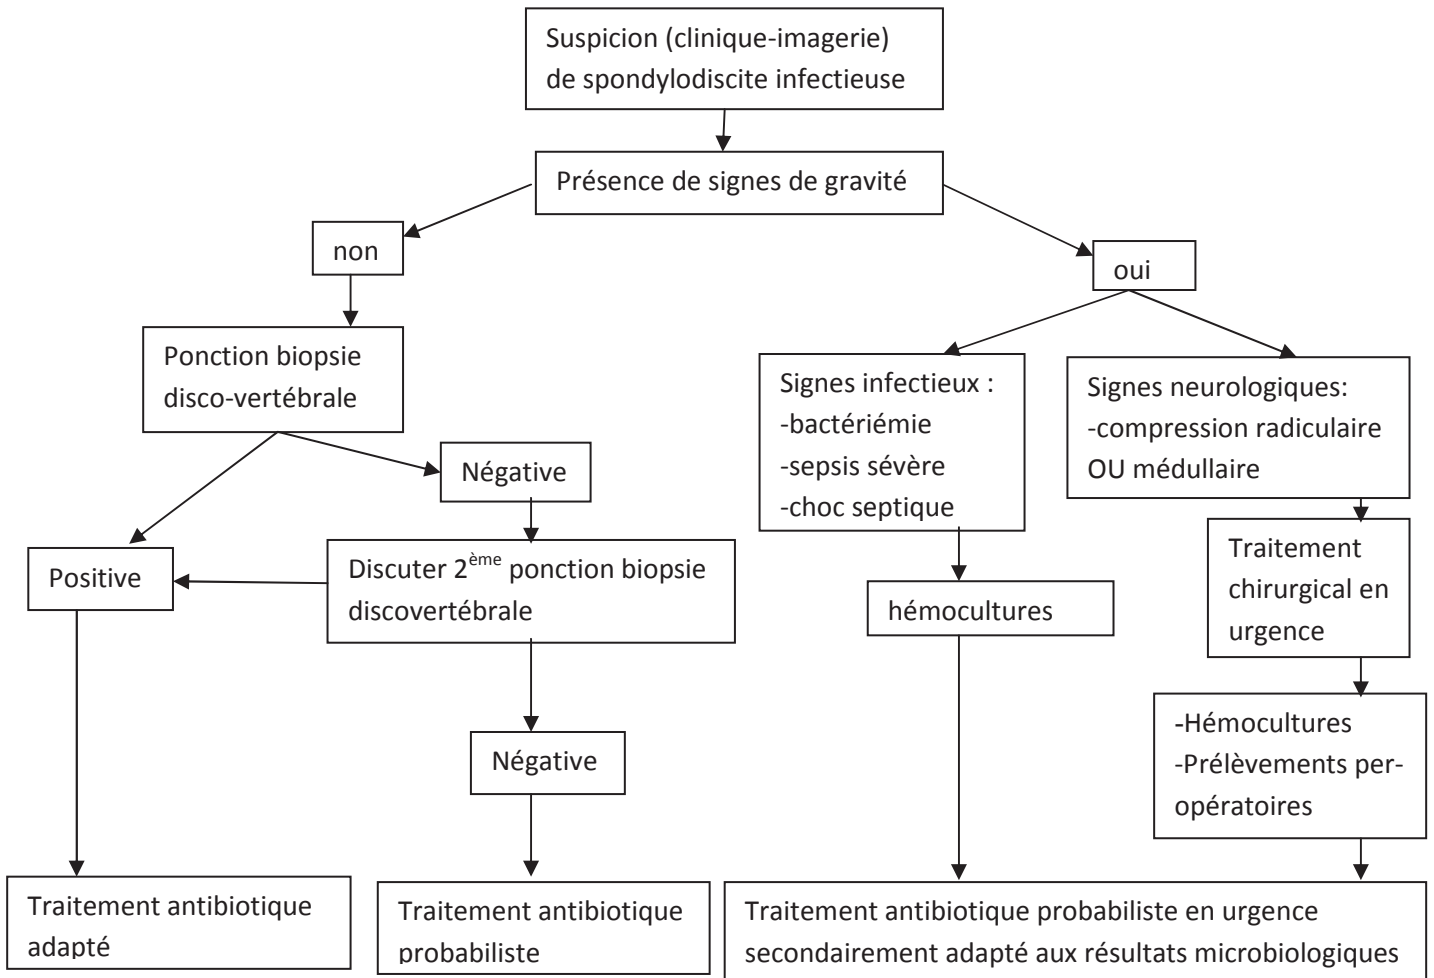 Suspicion (clinique-imagerie)
de spondylodiscite infectieuse
Présence de signes de gravité
non
oui
Ponction biopsie
disco-vertébrale
Signes infectieux :
-bactériémie
-sepsis sévère
-choc septique
Signes neurologiques:
-compression radiculaire
OU médullaire
Négative
Positive
Discuter 2ème ponction biopsie
discovertébrale
hémocultures
Traitement
chirurgical en
urgence
Négative
-Hémocultures
-Prélèvements per-
opératoires
Traitement antibiotique
adapté
Traitement antibiotique
probabiliste
Traitement antibiotique probabiliste en urgence
secondairement adapté aux résultats microbiologiques